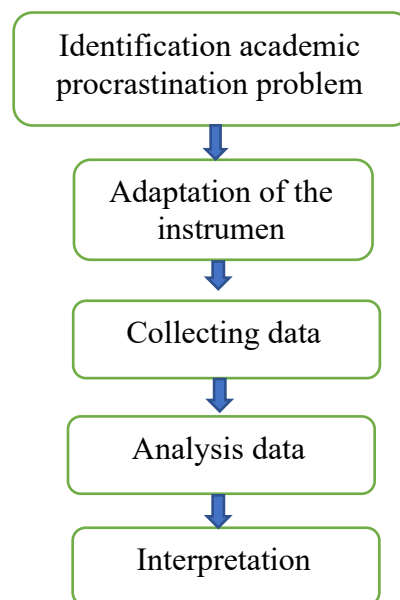 Identification academic
procrastination problem
Adaptation of the
instrumen
Collecting data
Analysis data
Interpretation